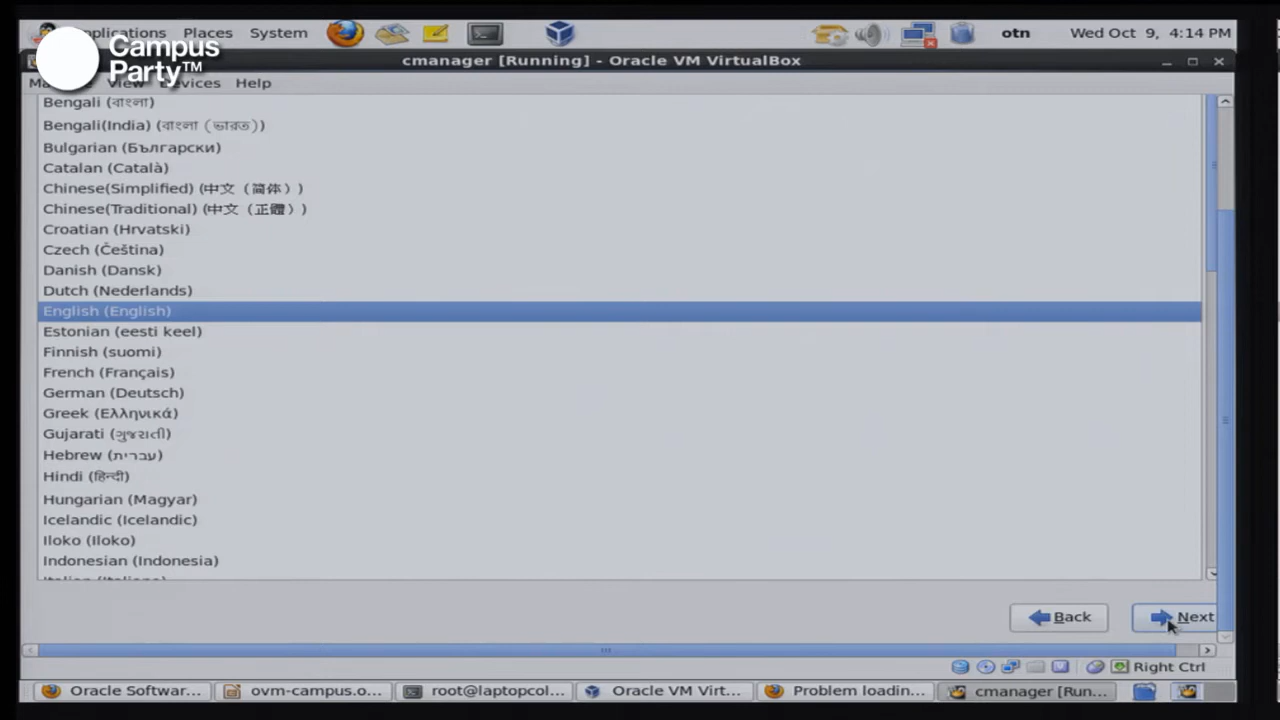 Applications Places System otn Wed Oct 9, 4:14 PM
Campus
Party™
cmanager [Running] - Oracle VM VirtualBox
View Devices Help
Bengali (বাংলা)
Bengali(India) (বাংলা (ভারত))
Bulgarian (Български)
Catalan (Català)
Chinese(Simplified) (中文（简体）)
Chinese(Traditional) (中文（正體）)
Croatian (Hrvatski)
Czech (Čeština)
Danish (Dansk)
Dutch (Nederlands)
English (English)
Estonian (eesti keel)
Finnish (suomi)
French (Français)
German (Deutsch)
Greek (Ελληνικά)
Gujarati (ગુજરાતી)
Hebrew (עברית)
Hindi (हिन्दी)
Hungarian (Magyar)
Icelandic (Icelandic)
Iloko (Iloko)
Indonesian (Indonesia)
Italian (Italiano)
Back Next
Right Ctrl
Oracle Softwar... ovm-campus.o... root@laptopcol... Oracle VM Virt... Problem loadin... cmanager [Run...